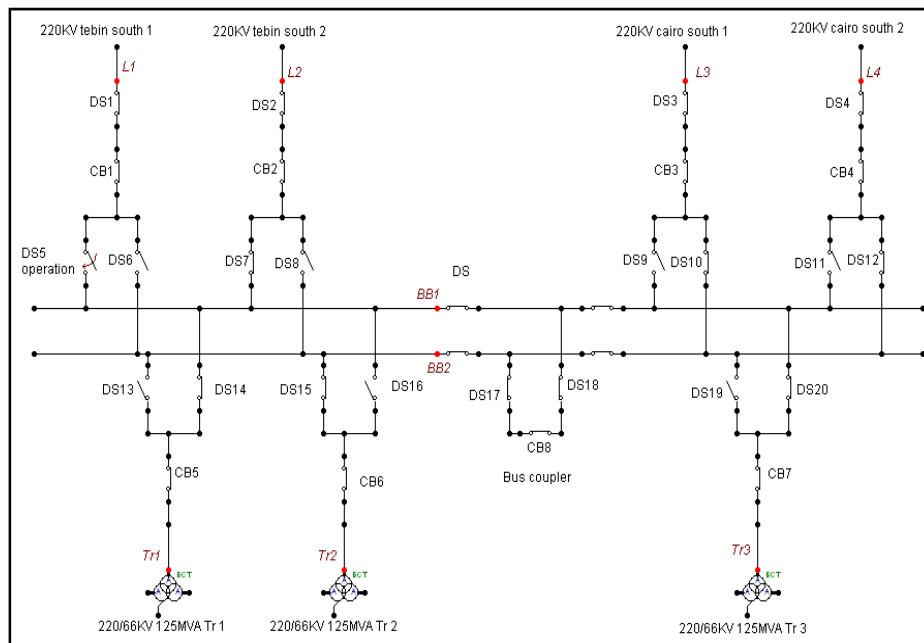 220KV tebin south 1
220KV tebin south 2
220KV cairo south 1
220KV cairo south 2
L1
L2
L3
L4
DS1
DS2
DS3
DS4
CB1
CB2
CB3
CB4
DS5
operation
DS6
DS7
DS8
DS
DS9
DS10
DS11
DS12
BB1
BB2
DS13
DS14
DS15
DS16
DS17
DS18
DS19
DS20
CB8
CB5
CB6
Bus coupler
CB7
Tr1
Tr2
Tr3
BCT
BCT
BCT
A
A
A
A
A
A
A
A
A
220/66KV 125MVA Tr 1
220/66KV 125MVA Tr 2
220/66KV 125MVA Tr 3